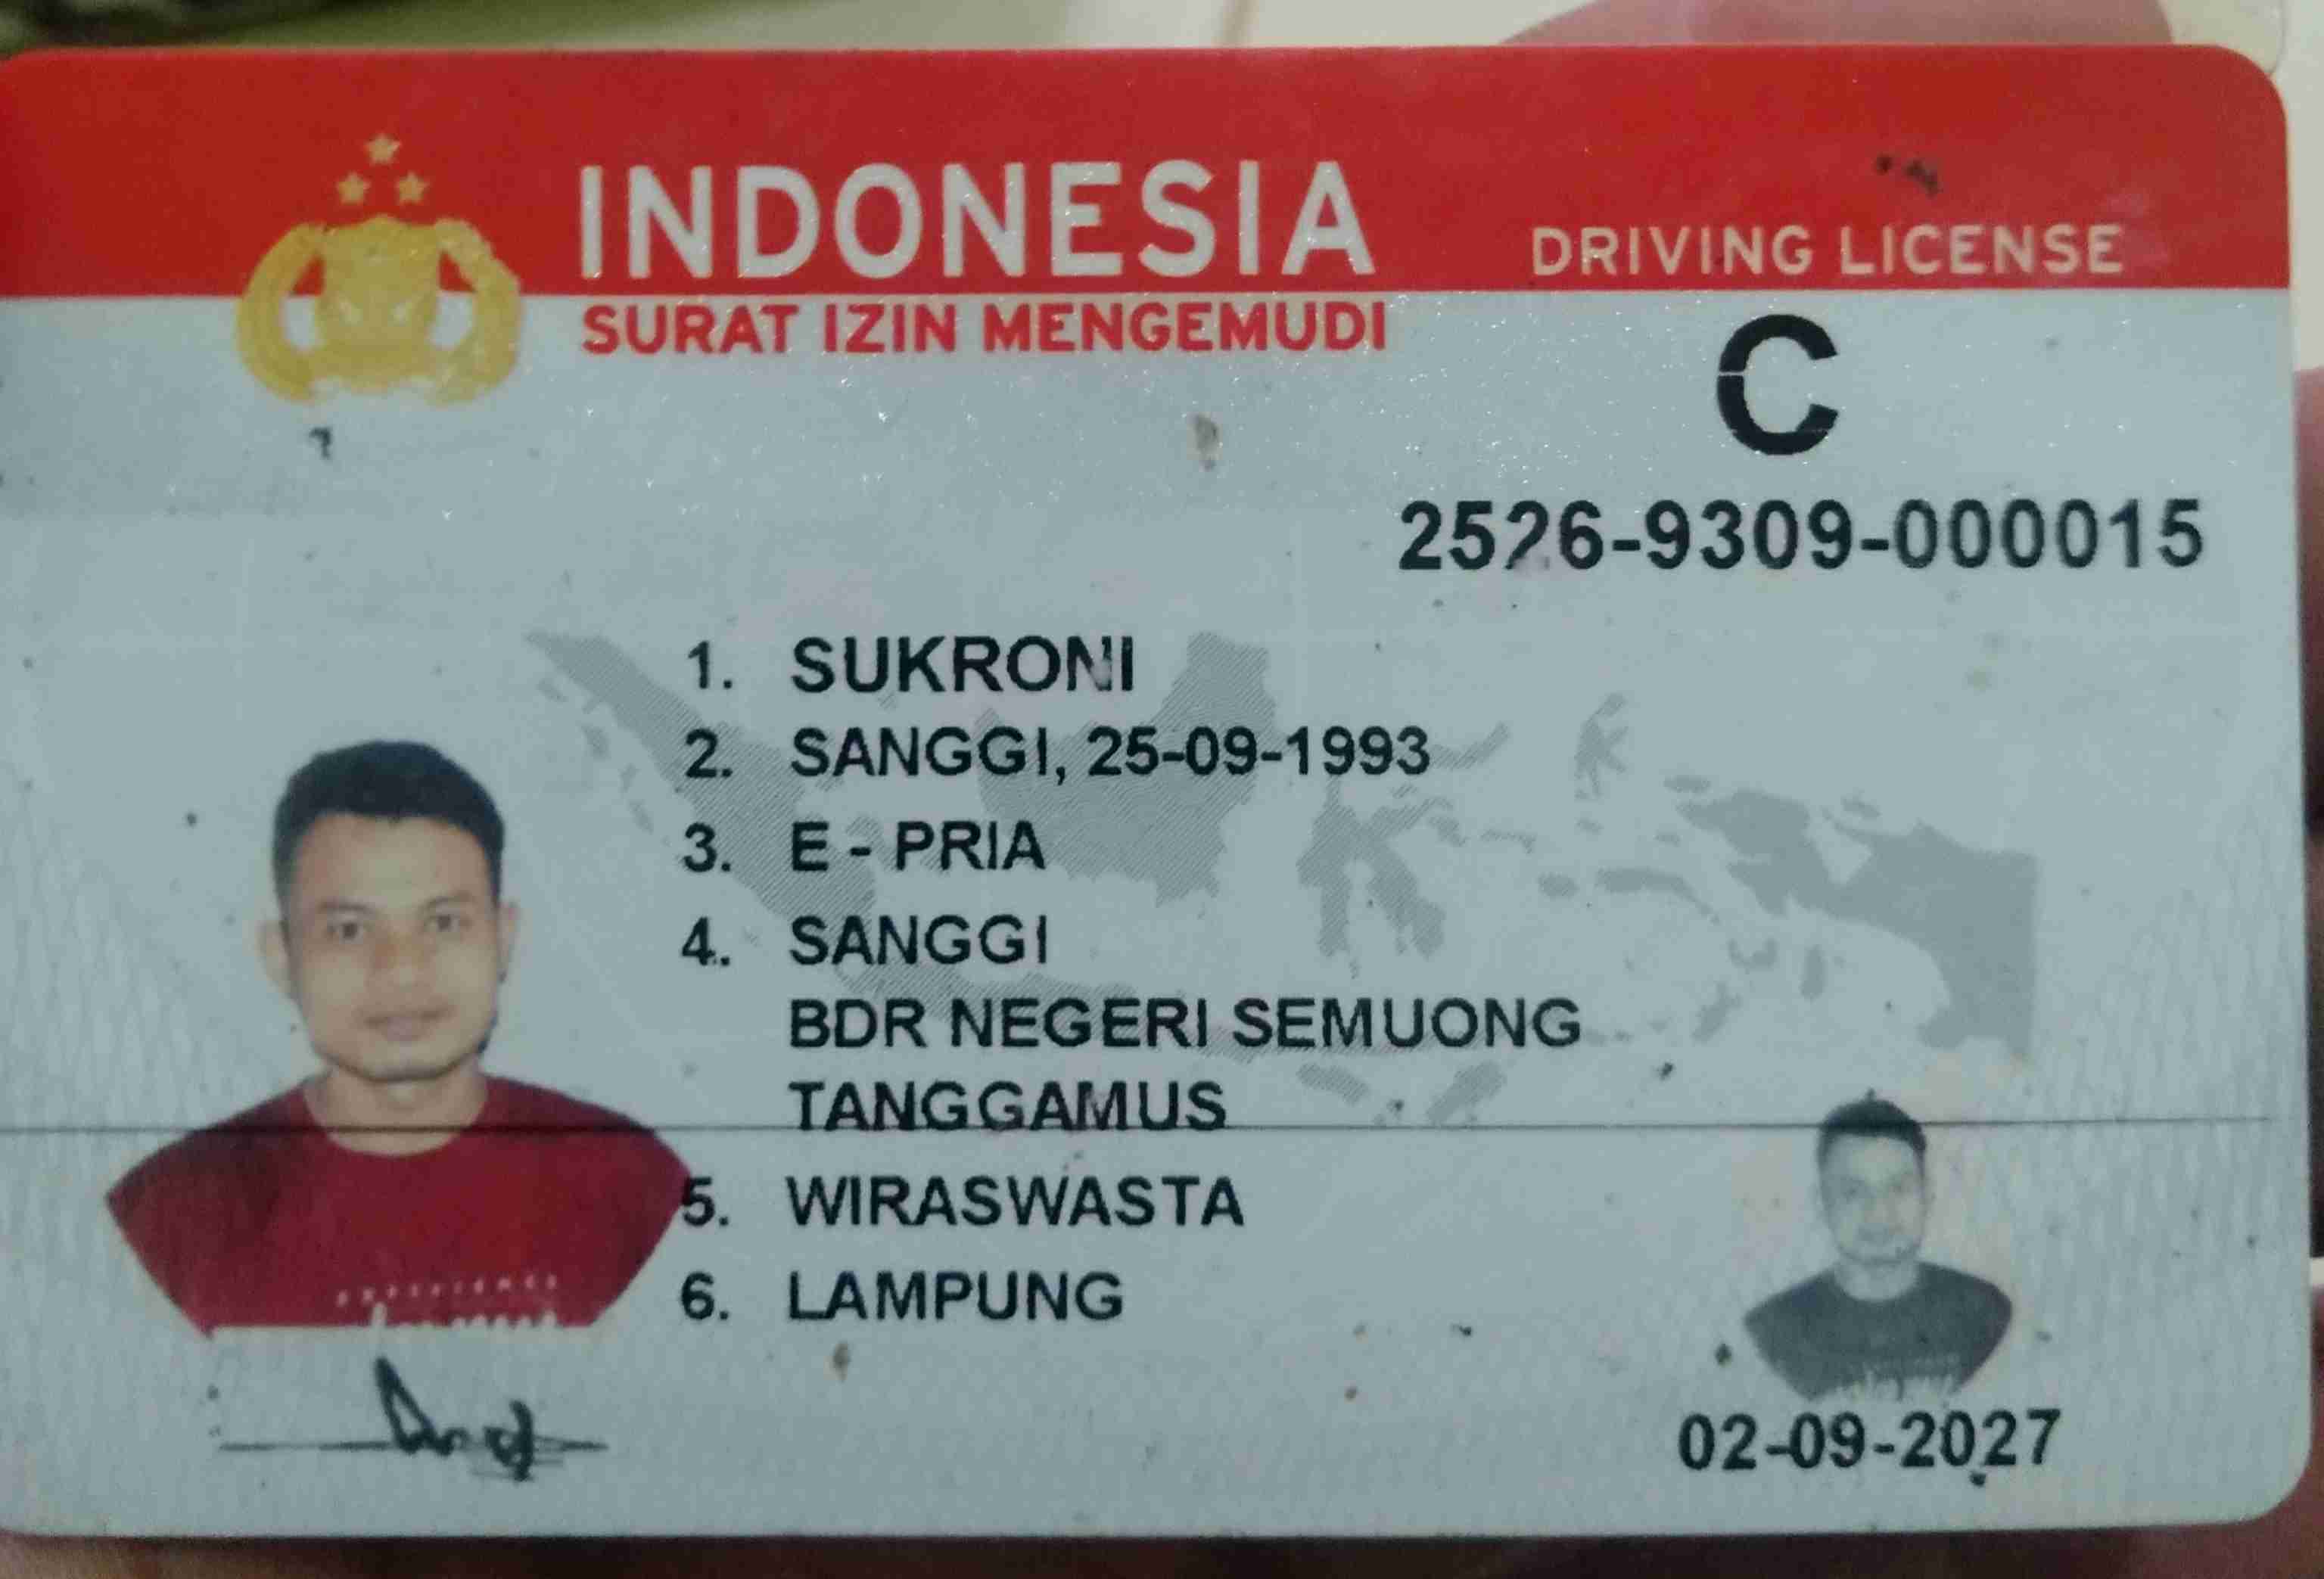 INDONESIA
DRIVING LICENSE
SURAT IZIN MENGEMUDI
C
2526-9309-000015
1. SUKRONI
2. SANGGI, 25-09-1993
3. E - PRIA
4. SANGGI
BDR NEGERI SEMUONG
TANGGAMUS
5. WIRASWASTA
6. LAMPUNG
02-09-2027